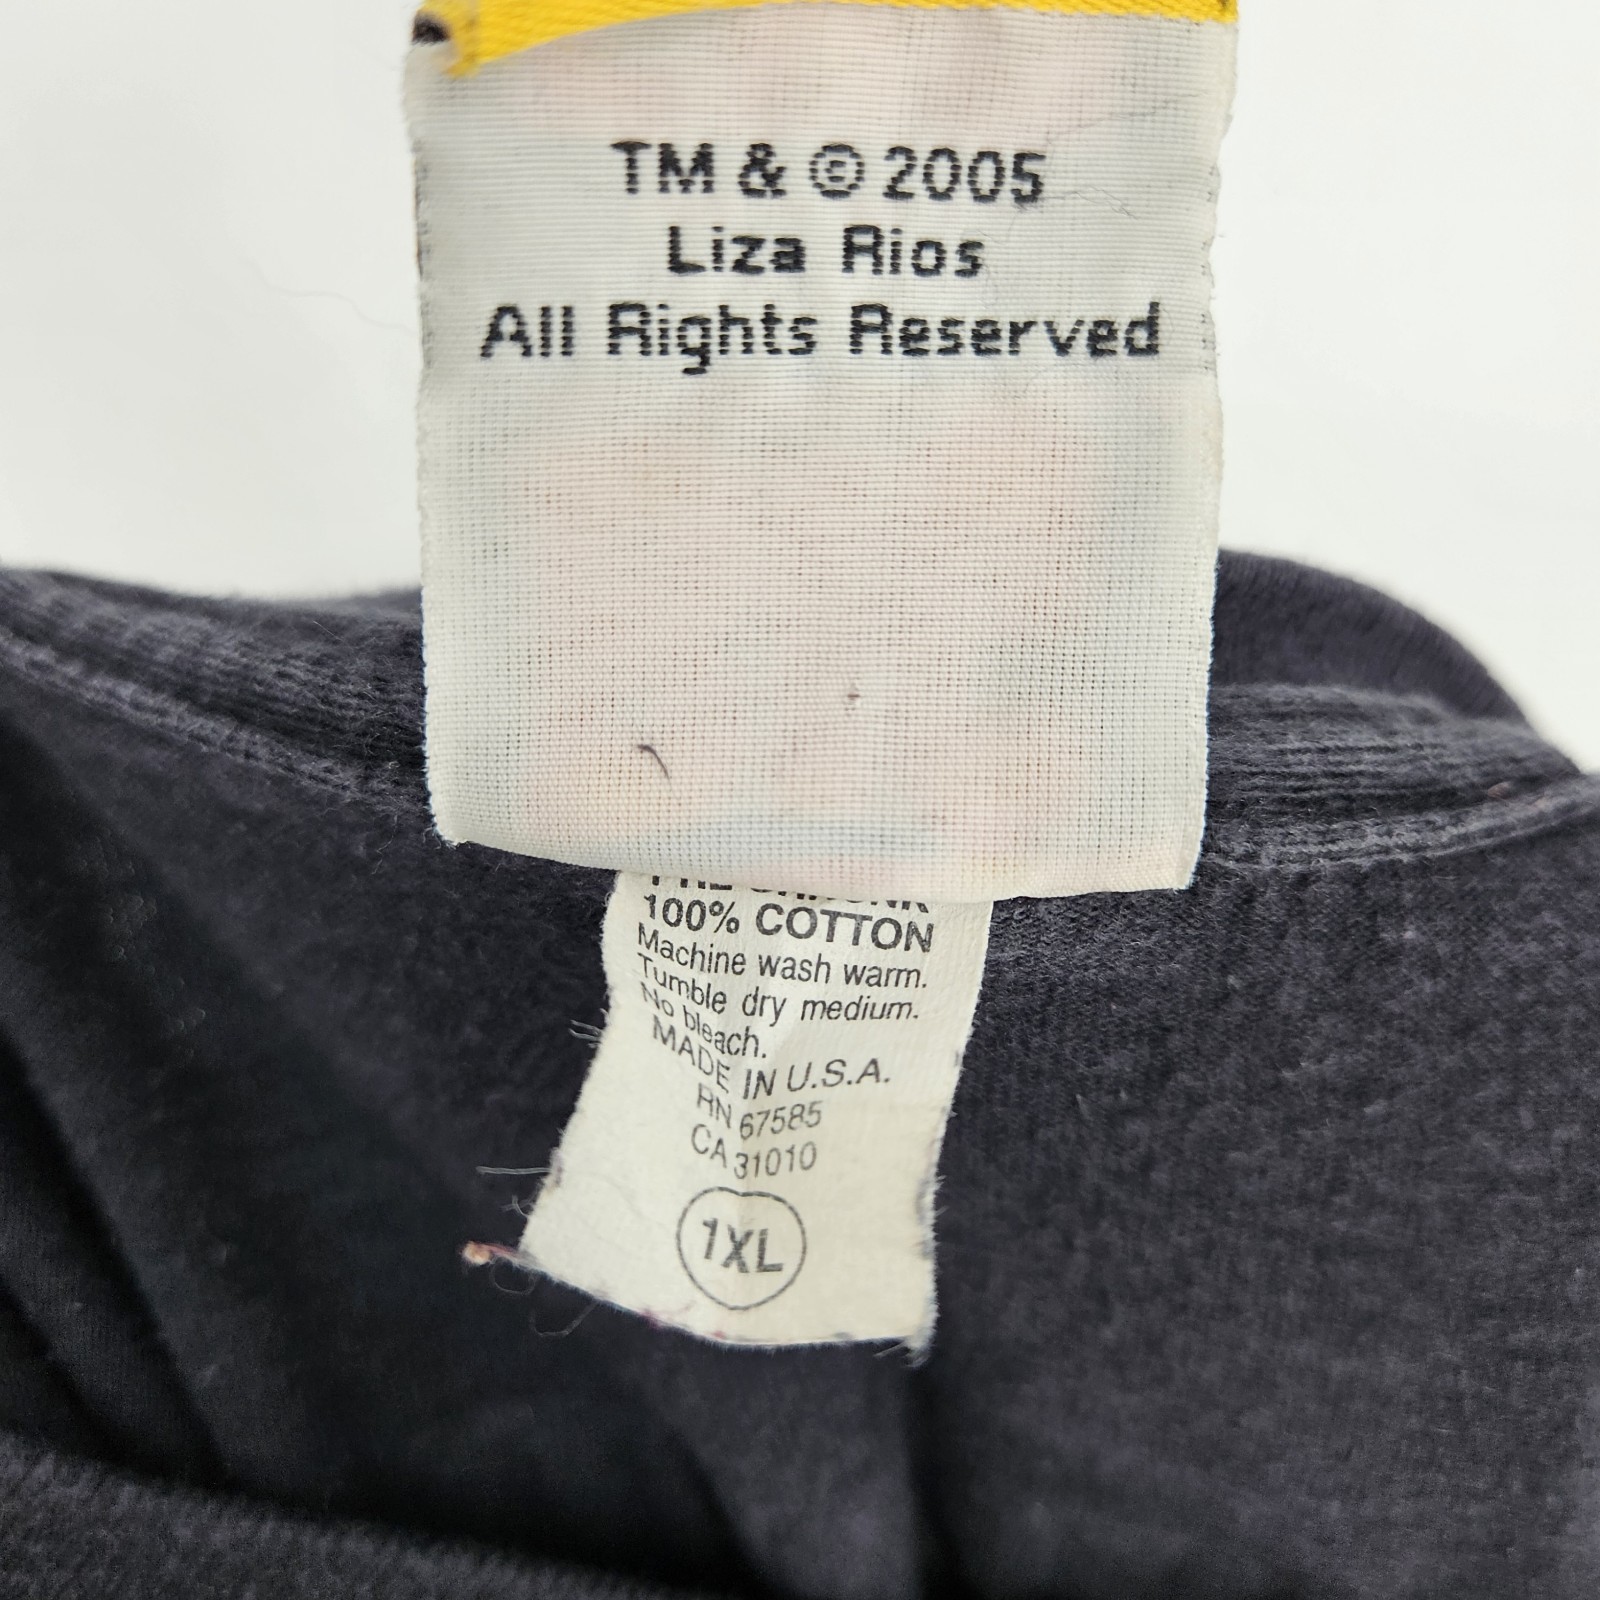 TM & © 2005
Liza Rios
All Rights Reserved
100% COTTON
Machine wash warm.
Tumble dry medium.
No bleach.
MADE IN U.S.A.
RN 67585
CA 31010
1XL